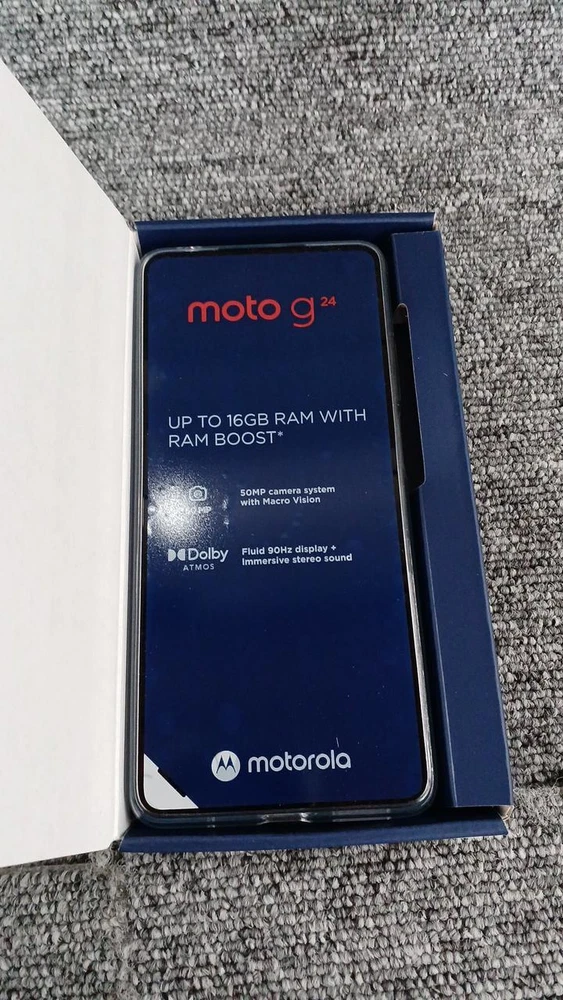 moto g 24
UP TO 16GB RAM WITH
RAM BOOST*
50MP camera system
with Macro Vision
Dolby
ATMOS
Fluid 90Hz display +
Immersive stereo sound
motorola